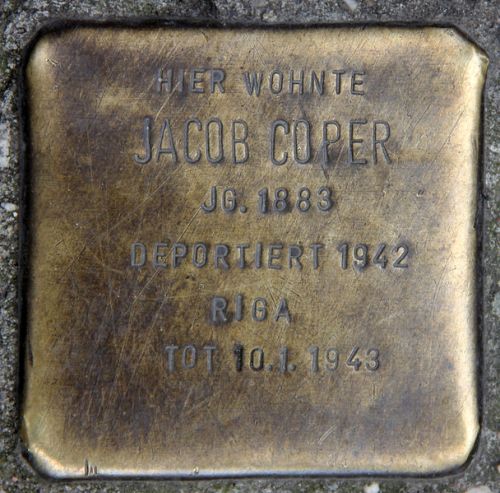 HIER WOHNTE
JACOB COPER
JG. 1883
DEPORTIERT 1942
RIGA
TOT 10.1.1943